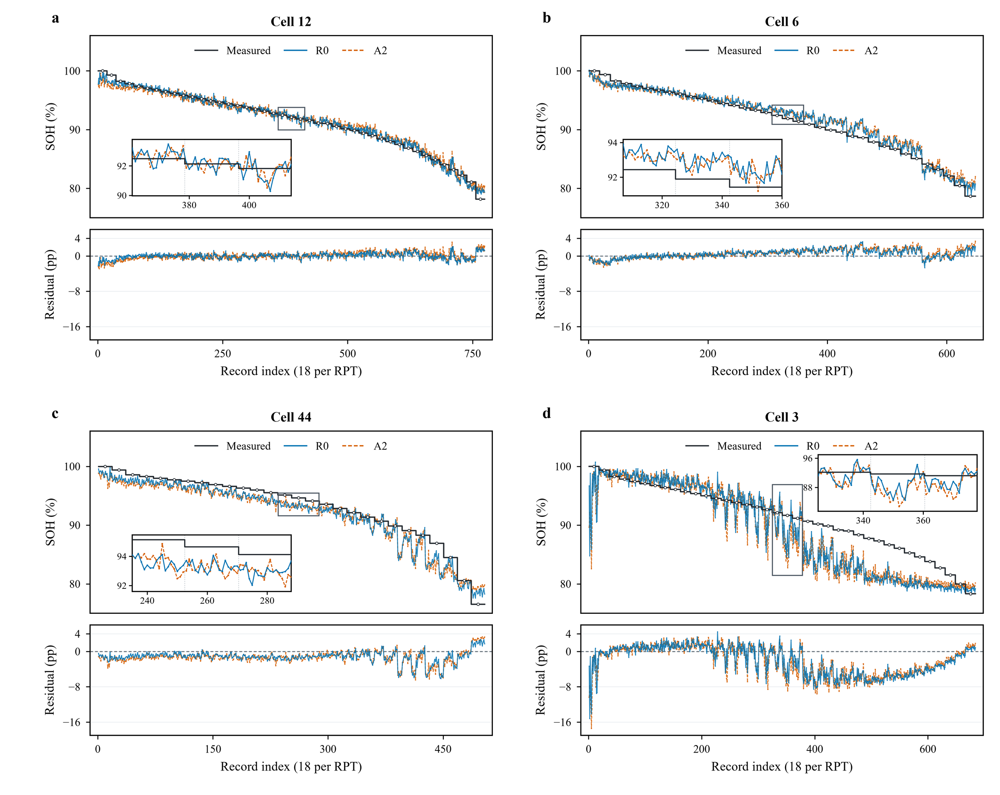 a
Cell 12
Measured R0 A2
100
90
80
SOH (%)
92
90
380 400
4
0
−8
−16
Residual (pp)
0 250 500 750
Record index (18 per RPT)
b
Cell 6
Measured R0 A2
100
90
80
SOH (%)
94
92
320 340 360
4
0
−8
−16
Residual (pp)
0 200 400 600
Record index (18 per RPT)
c
Cell 44
Measured R0 A2
100
90
80
SOH (%)
94
92
240 260 280
4
0
−8
−16
Residual (pp)
0 150 300 450
Record index (18 per RPT)
d
Cell 3
Measured R0 A2
100
90
80
SOH (%)
96
88
340 360
4
0
−8
−16
Residual (pp)
0 200 400 600
Record index (18 per RPT)